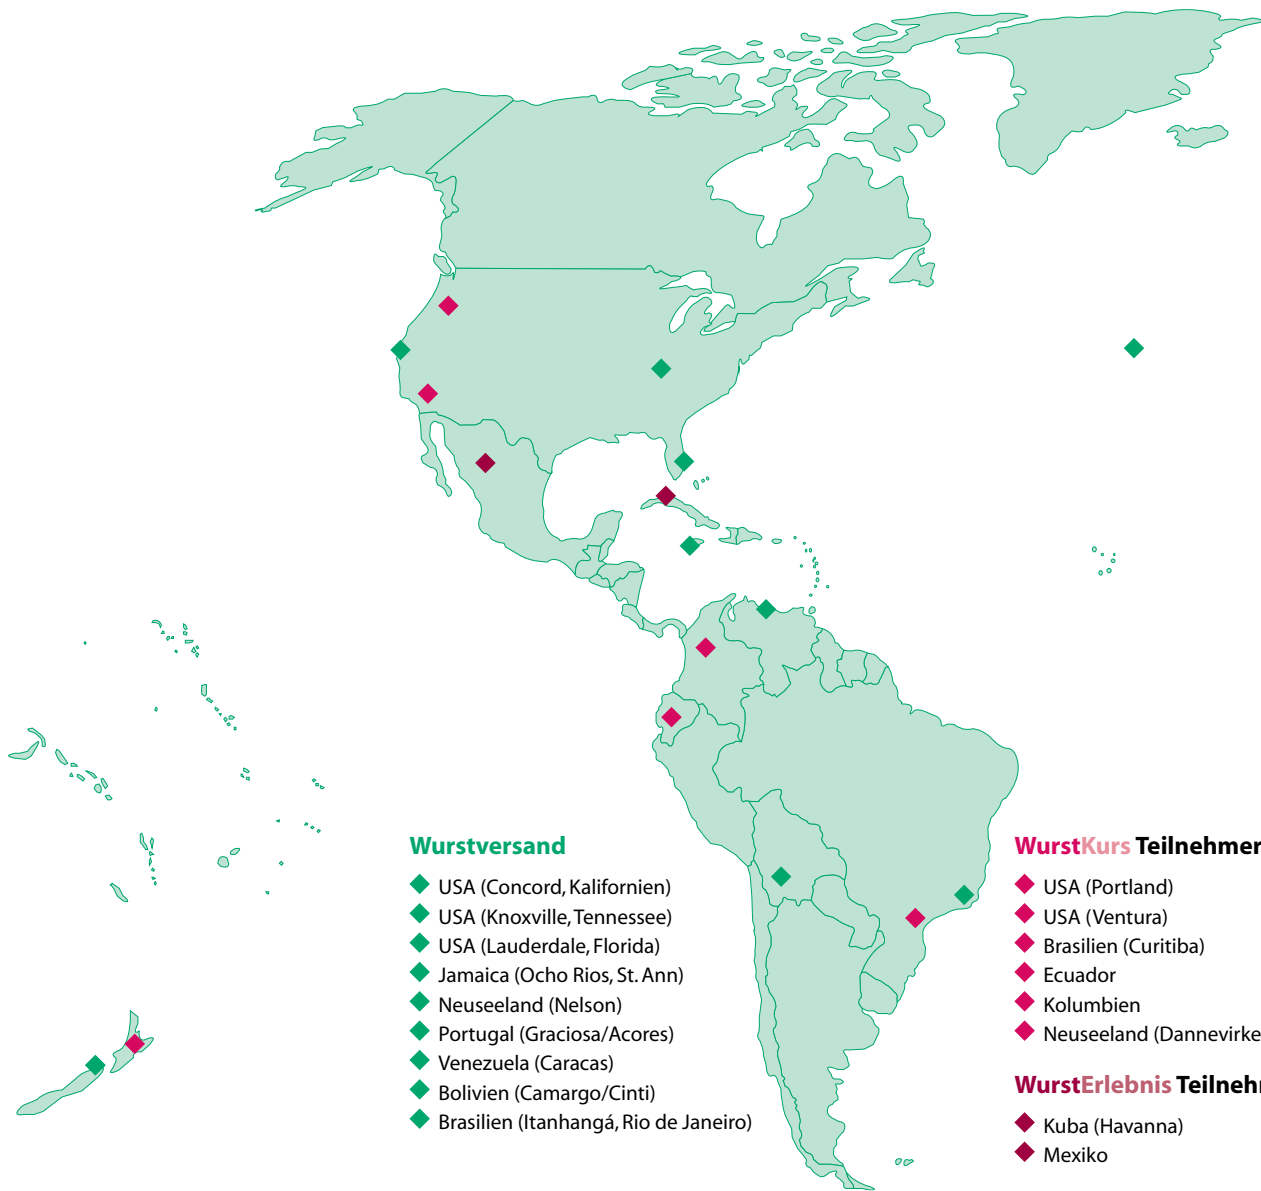 Wurstversand
USA (Concord, Kalifornien)
USA (Knoxville, Tennessee)
USA (Lauderdale, Florida)
Jamaica (Ocho Rios, St. Ann)
Neuseeland (Nelson)
Portugal (Graciosa/Acores)
Venezuela (Caracas)
Bolivien (Camargo/Cinti)
Brasilien (Itanhangá, Rio de Janeiro)
WurstKurs Teilnehmer
USA (Portland)
USA (Ventura)
Brasilien (Curitiba)
Ecuador
Kolumbien
Neuseeland (Dannevirke
WurstErlebnis Teilneh
Kuba (Havanna)
Mexiko